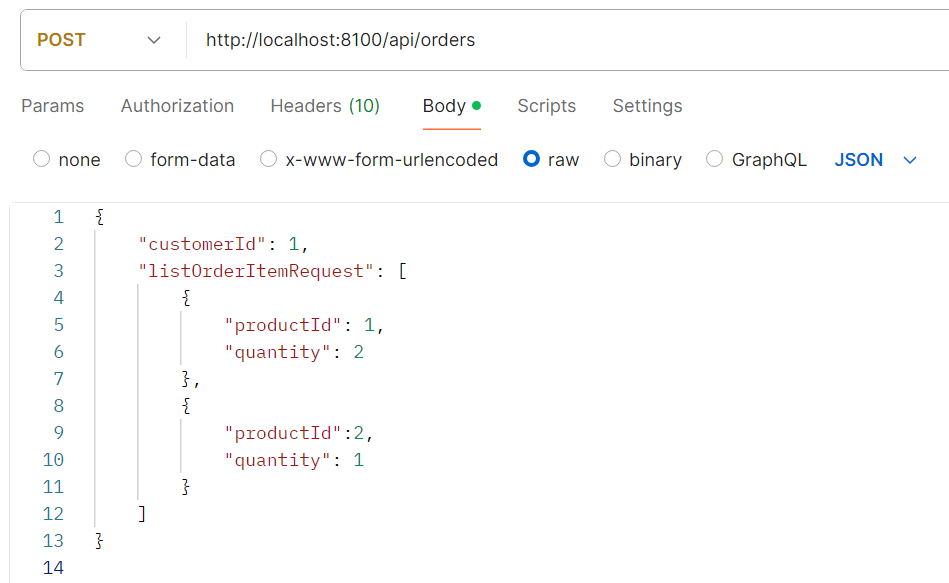 POST http://localhost:8100/api/orders
Params Authorization Headers (10) Body Scripts Settings
none form-data x-www-form-urlencoded raw binary GraphQL JSON
1 {
2 "customerId": 1,
3 "listOrderItemRequest": [
4 {
5 "productId": 1,
6 "quantity": 2
7 },
8 {
9 "productId":2,
10 "quantity": 1
11 }
12 ]
13 }
14